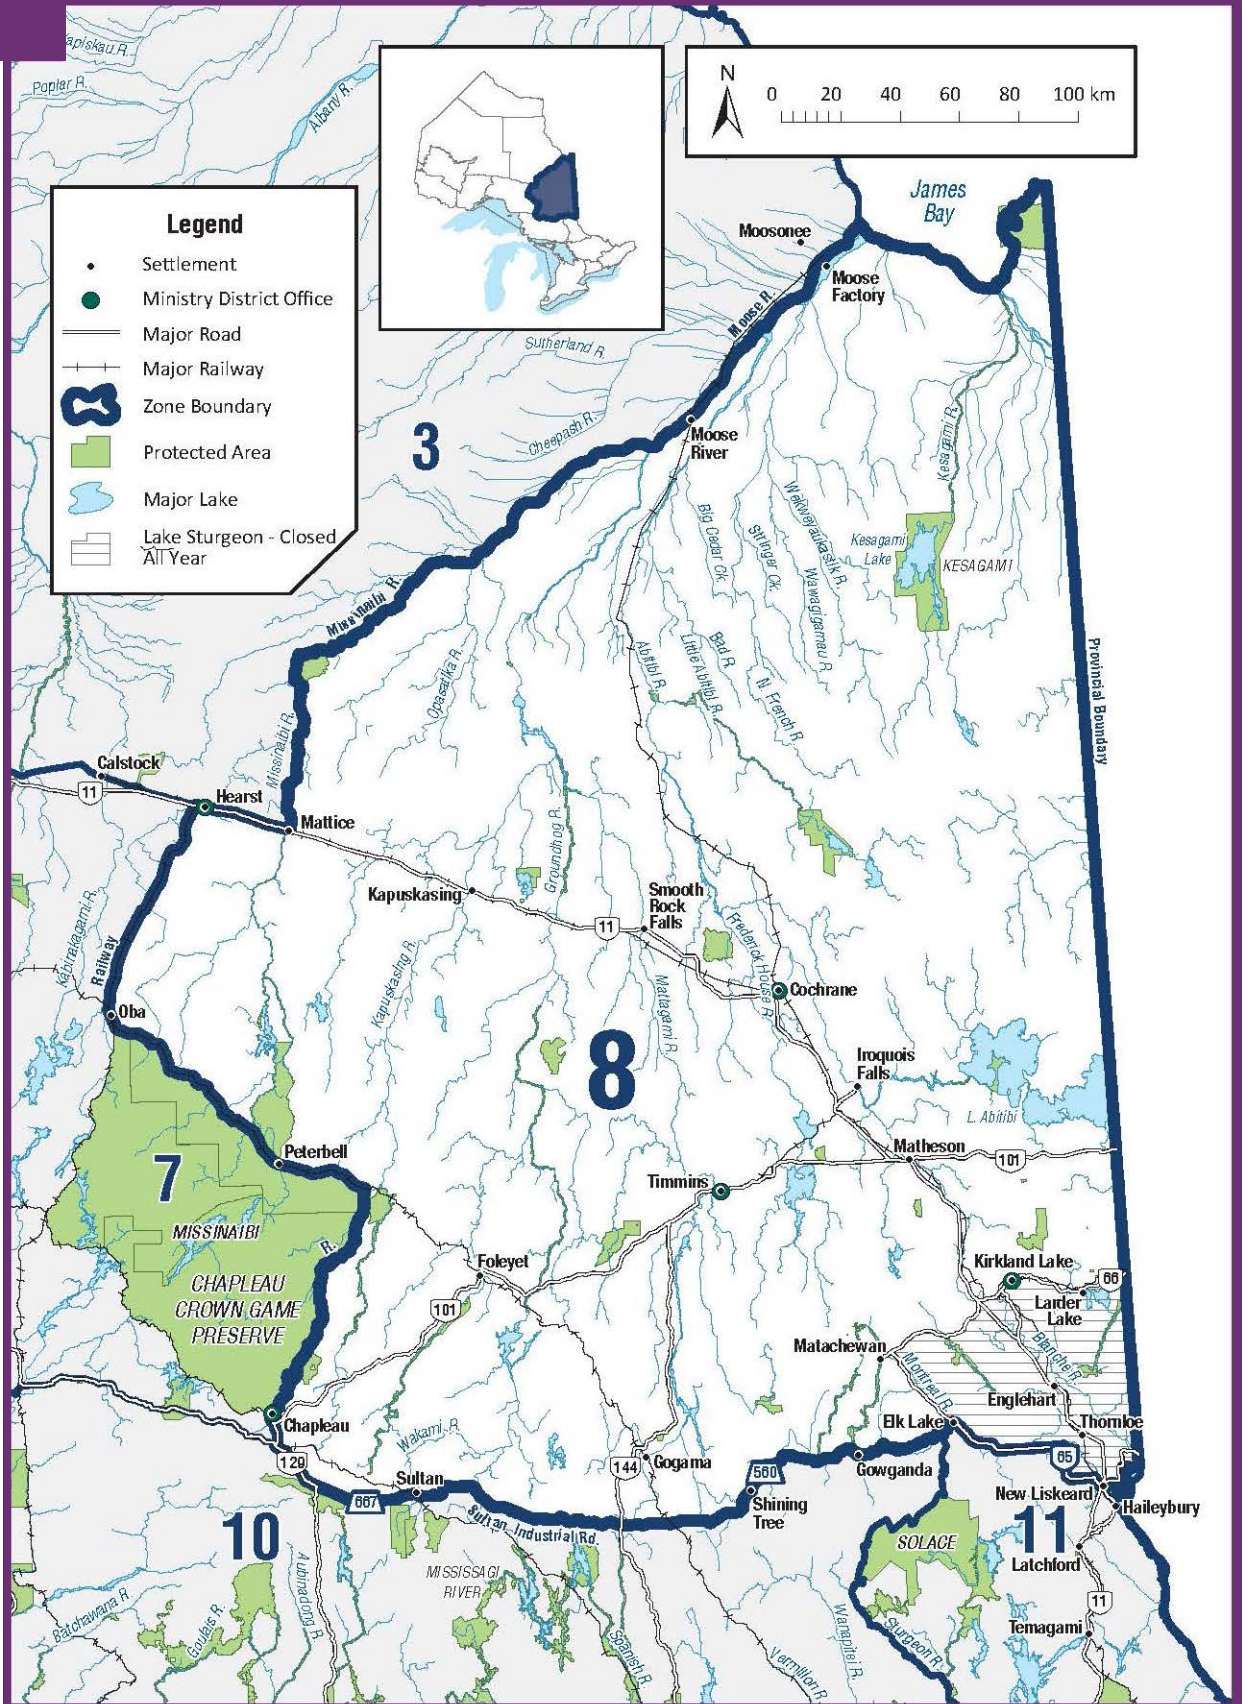 apiskau R.
Poplar R.
Albany R.
N
0 20 40 60 80 100 km
James
Bay
Legend
Settlement
Ministry District Office
Major Road
Major Railway
Zone Boundary
Protected Area
Major Lake
Lake Sturgeon - Closed
All Year
Moosonee
Moose
Factory
Moose R.
Sutherland R.
Cheepash R.
3
Moose
River
Kesagami R.
Big Cedar Ck.
Stringer Ck.
Wekweyaukastik R.
Wawagigamau R.
Kesagami
Lake
KESAGAMI
Missinaibi R.
Missinaibi R.
Opasatika R.
Abitibi R.
Little Abitibi R.
Bad R.
N. French R.
Provincial Boundary
Calstock
11
Hearst
Mattice
Groundhog R.
Kapuskasing
Smooth
Rock
Falls
11
Kabinakagami R.
Railway
Kapuskasing R.
Mattagami R.
Frederick House R.
Cochrane
Oba
8
Iroquois
Falls
L. Abitibi
Peterbell
7
Matheson
101
Timmins
MISSINAIBI
R.
CHAPLEAU
CROWN GAME
PRESERVE
Foleyet
101
Kirkland Lake
66
Larder
Lake
Matachewan
Montreal R.
Blanche R.
Englehart
Elk Lake
Thornloe
Chapleau
Wakami R.
129
Sultan
667
144
Gogama
560
Shining
Tree
Gowganda
65
New Liskeard
Haileybury
Sultan Industrial Rd.
10
SOLACE
11
Latchford
MISSISSAGI
RIVER
Aubinadong R.
Batchawana R.
Goulais R.
Spanish R.
Vermilion R.
Wanapitei R.
Sturgeon R.
11
Temagami